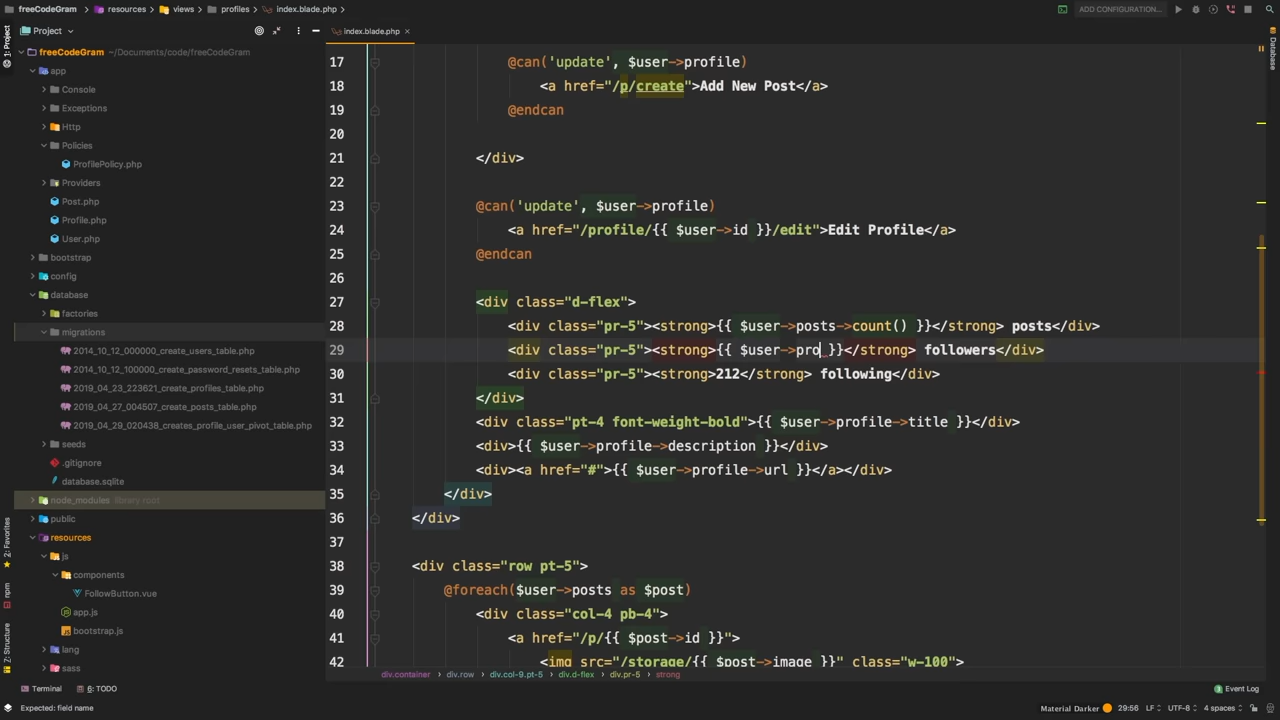 freeCodeGram > resources > views > profiles > index.blade.php
ADD CONFIGURATION...
1: Project
Project
index.blade.php ×
Database
freeCodeGram ~/Documents/code/freeCodeGram
app
Console
Exceptions
Http
Policies
ProfilePolicy.php
Providers
Post.php
Profile.php
User.php
bootstrap
config
database
factories
migrations
2014_10_12_000000_create_users_table.php
2014_10_12_100000_create_password_resets_table.php
2019_04_23_223621_create_profiles_table.php
2019_04_27_004507_create_posts_table.php
2019_04_29_020438_creates_profile_user_pivot_table.php
seeds
.gitignore
database.sqlite
node_modules library root
public
resources
js
components
FollowButton.vue
app.js
bootstrap.js
lang
sass
2: Favorites
npm
7: Structure
17 @can('update', $user->profile)
18 <a href="/p/create">Add New Post</a>
19 @endcan
20
21 </div>
22
23 @can('update', $user->profile)
24 <a href="/profile/{{ $user->id }}/edit">Edit Profile</a>
25 @endcan
26
27 <div class="d-flex">
28 <div class="pr-5"><strong>{{ $user->posts->count() }}</strong> posts</div>
29 <div class="pr-5"><strong>{{ $user->pro }}</strong> followers</div>
30 <div class="pr-5"><strong>212</strong> following</div>
31 </div>
32 <div class="pt-4 font-weight-bold">{{ $user->profile->title }}</div>
33 <div>{{ $user->profile->description }}</div>
34 <div><a href="#">{{ $user->profile->url }}</a></div>
35 </div>
36 </div>
37
38 <div class="row pt-5">
39 @foreach($user->posts as $post)
40 <div class="col-4 pb-4">
41 <a href="/p/{{ $post->id }}">
42 <img src="/storage/{{ $post->image }}" class="w-100">
div.container > div.row > div.col-9.pt-5 > div.d-flex > div.pr-5 > strong
Terminal 6: TODO
Event Log
Expected: field name
Material Darker 29:56 LF UTF-8 4 spaces